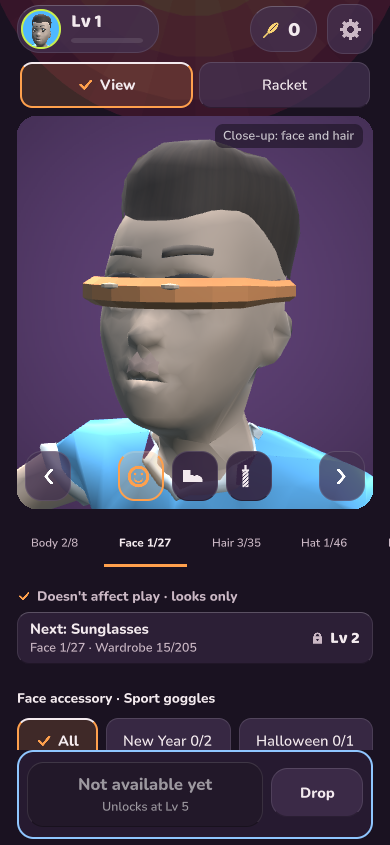 Lv 1
0
View
Racket
Close-up: face and hair
Body 2/8
Face 1/27
Hair 3/35
Hat 1/46
Doesn't affect play · looks only
Next: Sunglasses
Face 1/27 · Wardrobe 15/205
Lv 2
Face accessory · Sport goggles
All
New Year 0/2
Halloween 0/1
Not available yet
Unlocks at Lv 5
Drop